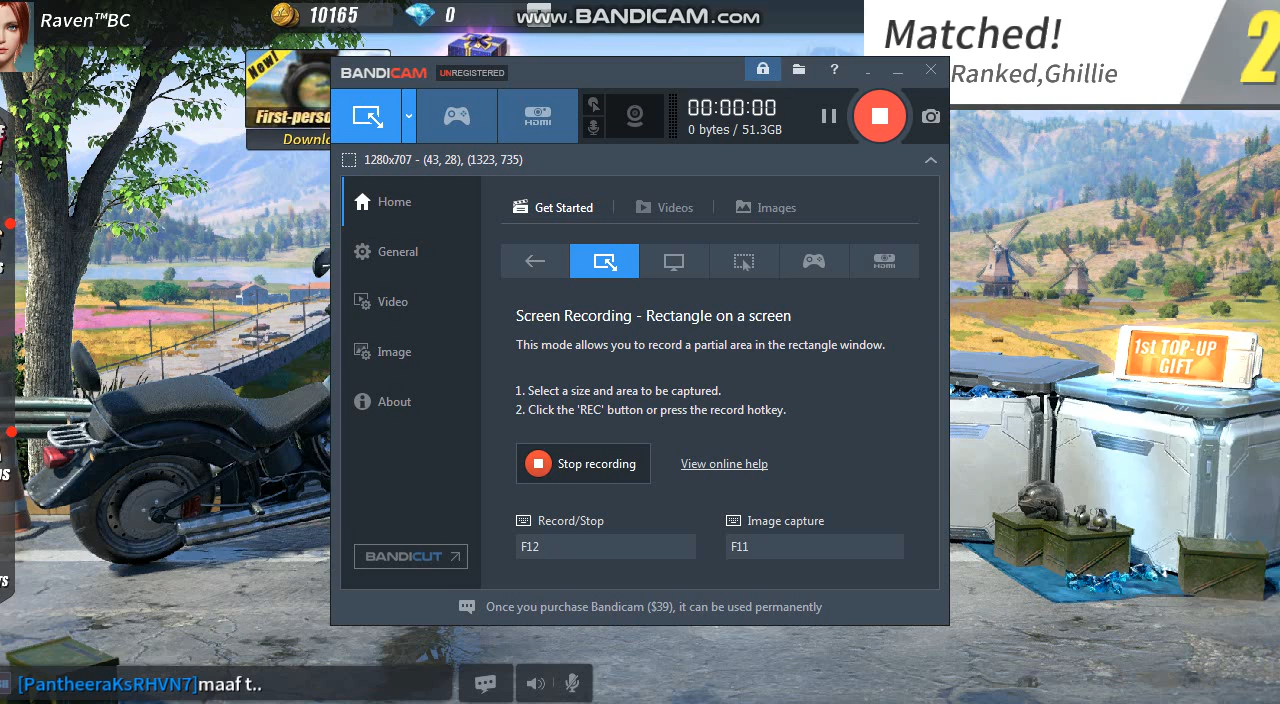 Raven™BC
10165
0
www.BANDICAM.com
Matched!
Ranked,Ghillie
2
New!
First-perso
Downlo
BANDICAM
UNREGISTERED
?
HDMI
00:00:00
0 bytes / 51.3GB
1280x707 - (43, 28), (1323, 735)
Home
General
Video
Image
About
BANDICUT
Get Started
Videos
Images
HDMI
Screen Recording - Rectangle on a screen
This mode allows you to record a partial area in the rectangle window.
1. Select a size and area to be captured.
2. Click the 'REC' button or press the record hotkey.
Stop recording
View online help
Record/Stop
Image capture
F12
F11
Once you purchase Bandicam ($39), it can be used permanently
1st TOP-UP
GIFT
[PantheeraKsRHVN7]maaf t..